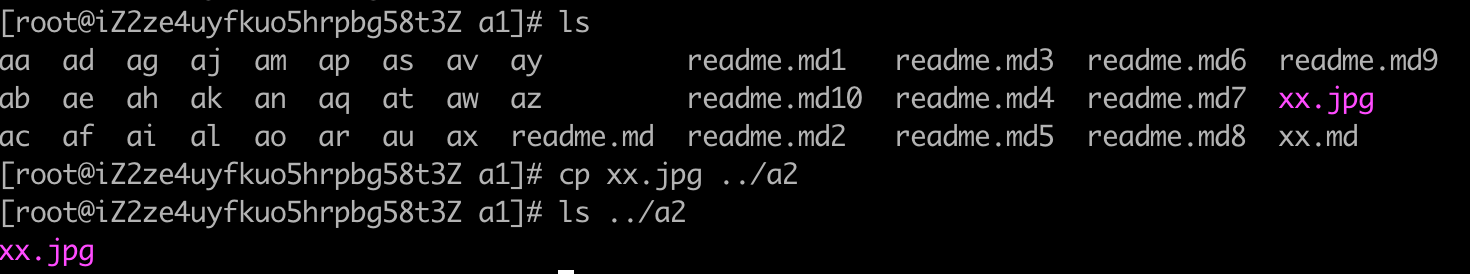 [root@iZ2ze4uyfkuo5hrpbg58t3Z a1]# ls
aa ad ag aj am ap as av ay readme.md1 readme.md3 readme.md6 readme.md9
ab ae ah ak an aq at aw az readme.md10 readme.md4 readme.md7 xx.jpg
ac af ai al ao ar au ax readme.md readme.md2 readme.md5 readme.md8 xx.md
[root@iZ2ze4uyfkuo5hrpbg58t3Z a1]# cp xx.jpg ../a2
[root@iZ2ze4uyfkuo5hrpbg58t3Z a1]# ls ../a2
xx.jpg